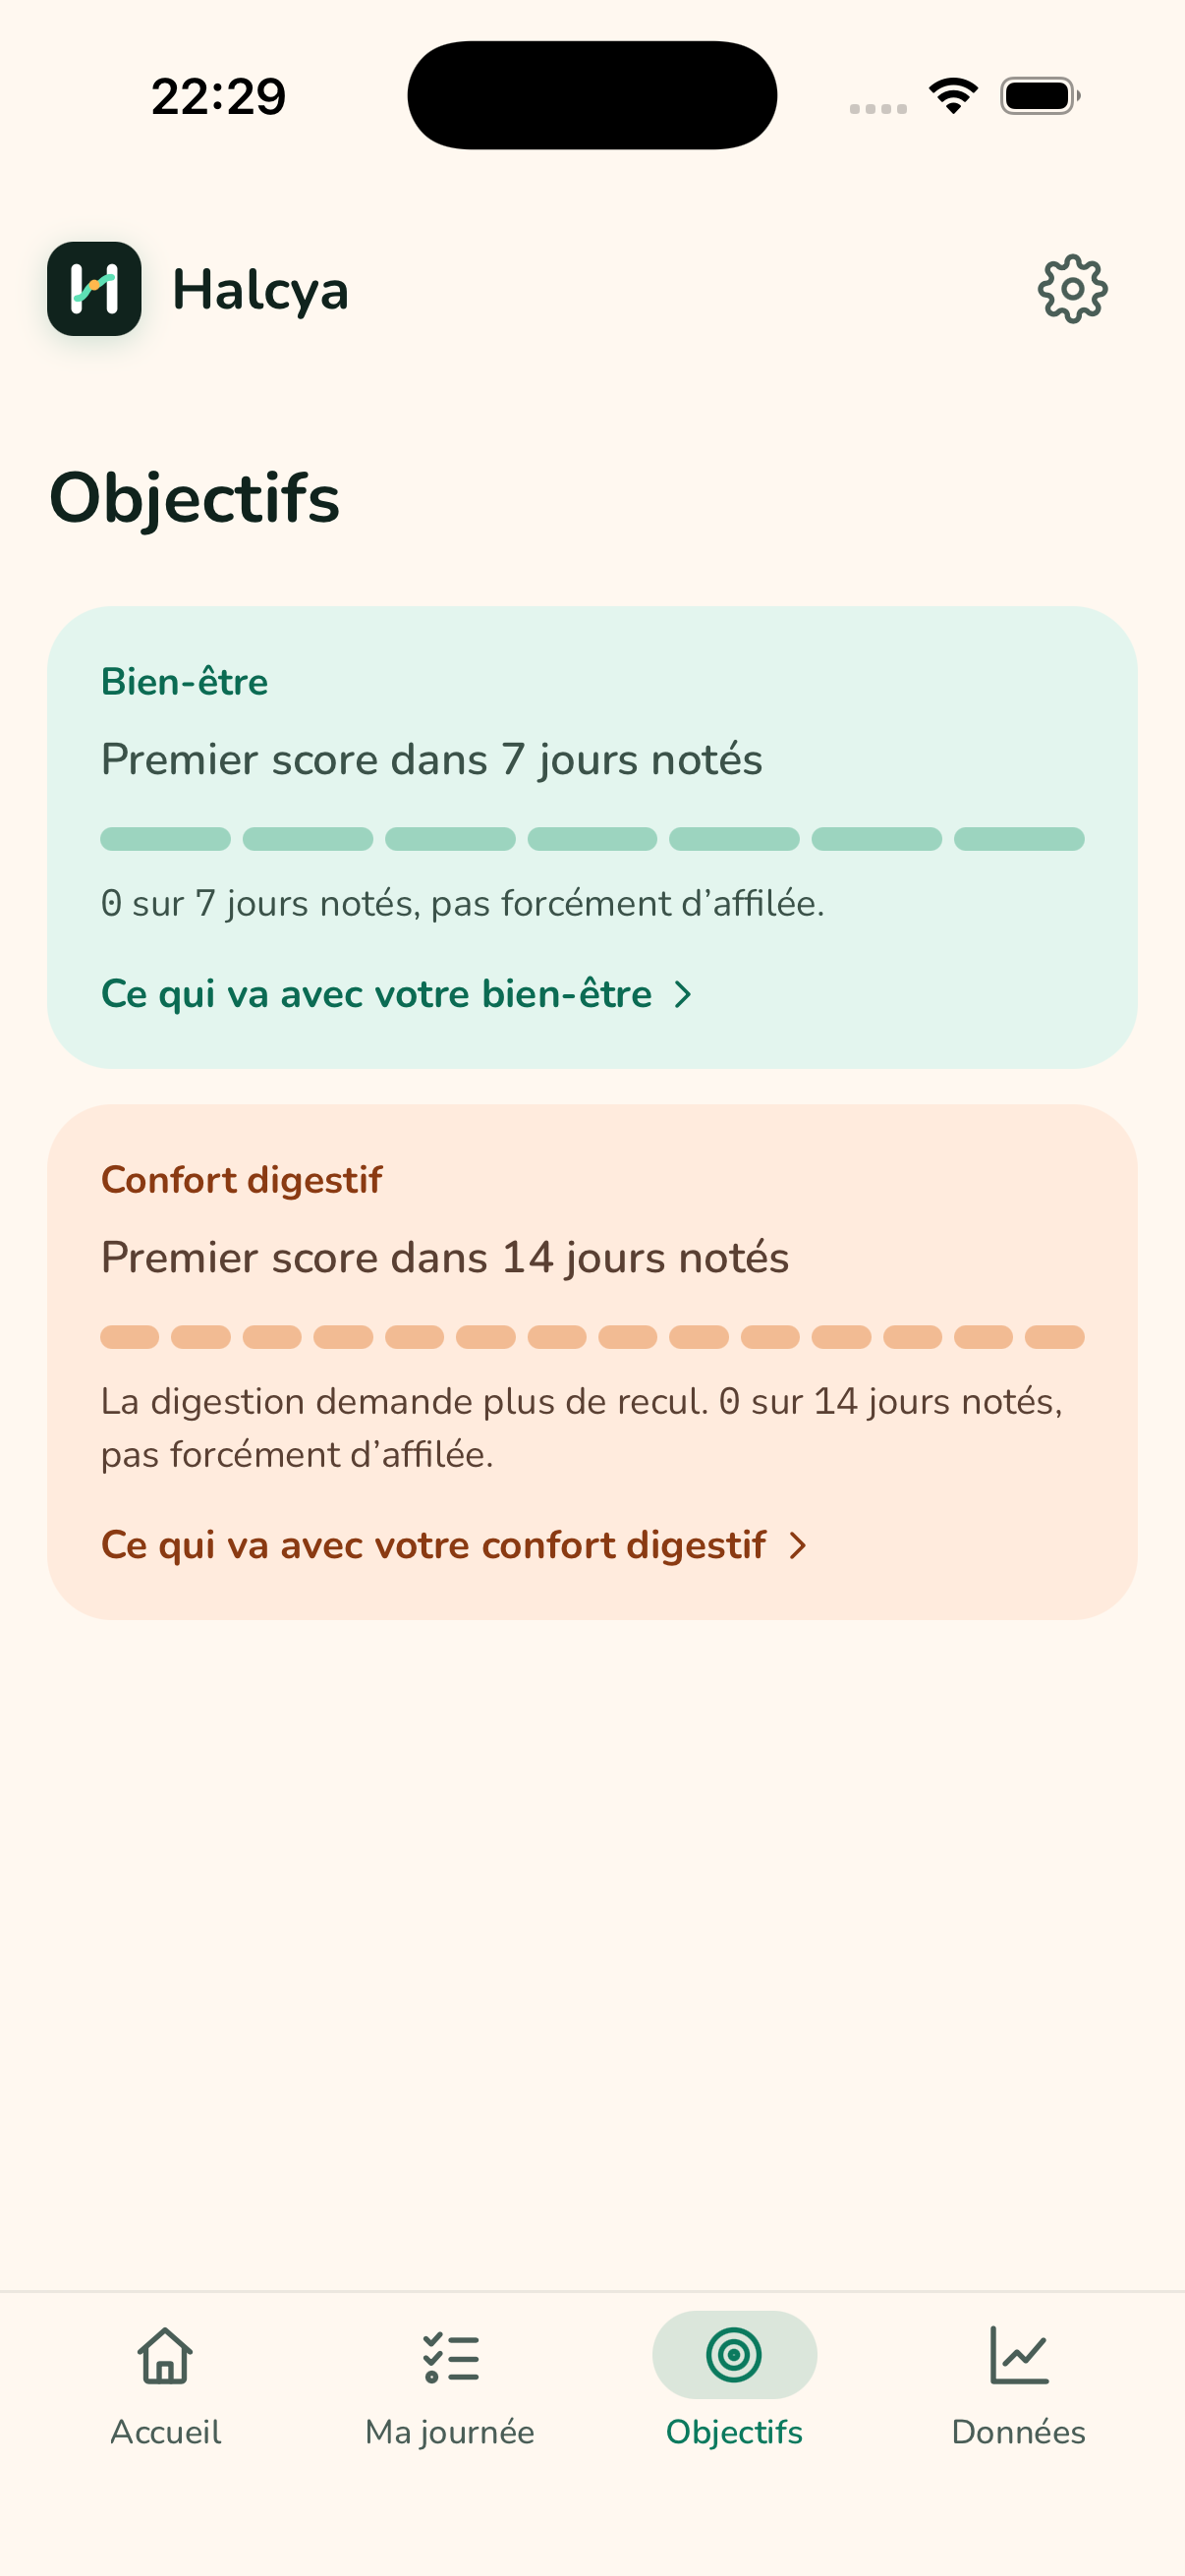 22:29
Halcya
Objectifs
Bien-être
Premier score dans 7 jours notés
0 sur 7 jours notés, pas forcément d’affilée.
Ce qui va avec votre bien-être
Confort digestif
Premier score dans 14 jours notés
La digestion demande plus de recul. 0 sur 14 jours notés,
pas forcément d’affilée.
Ce qui va avec votre confort digestif
Accueil
Ma journée
Objectifs
Données